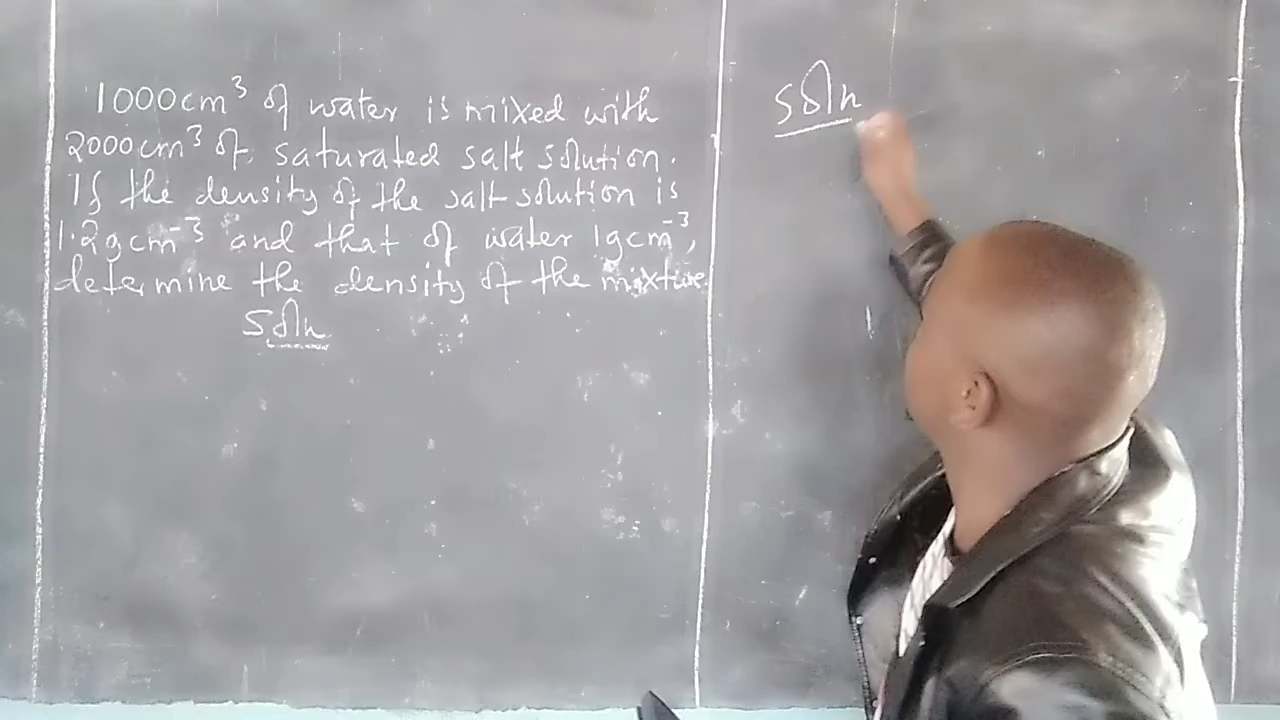 1000cm³ of water is mixed with
2000cm³ of saturated salt solution.
If the density of the salt solution is
1.2gcm⁻³ and that of water 1gcm⁻³,
determine the density of the mixture.
Soln
Soln